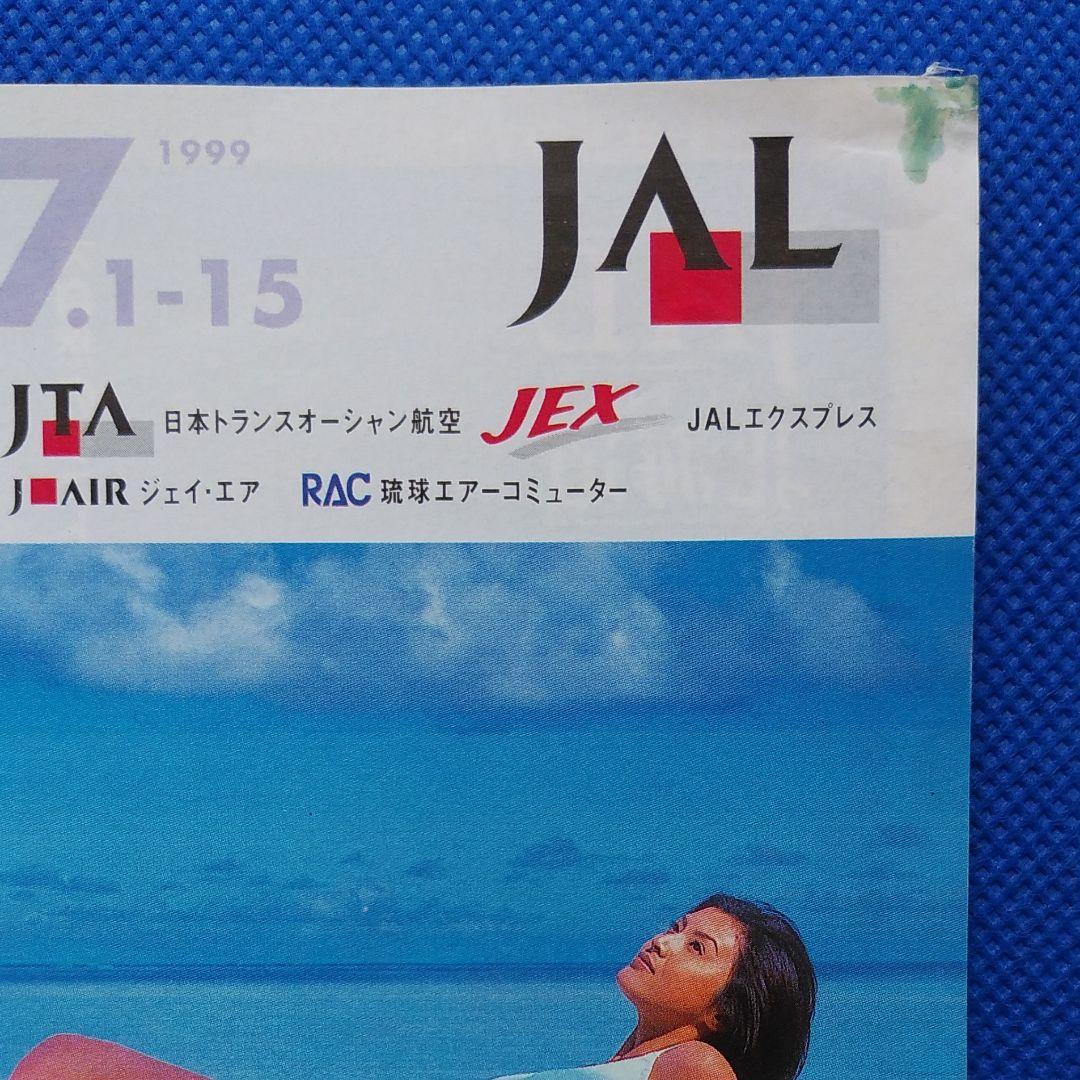 1999
7.1-15
JAL
JTA 日本トランスオーシャン航空 JEX JALエクスプレス
J AIR ジェイ・エア RAC 琉球エアーコミューター